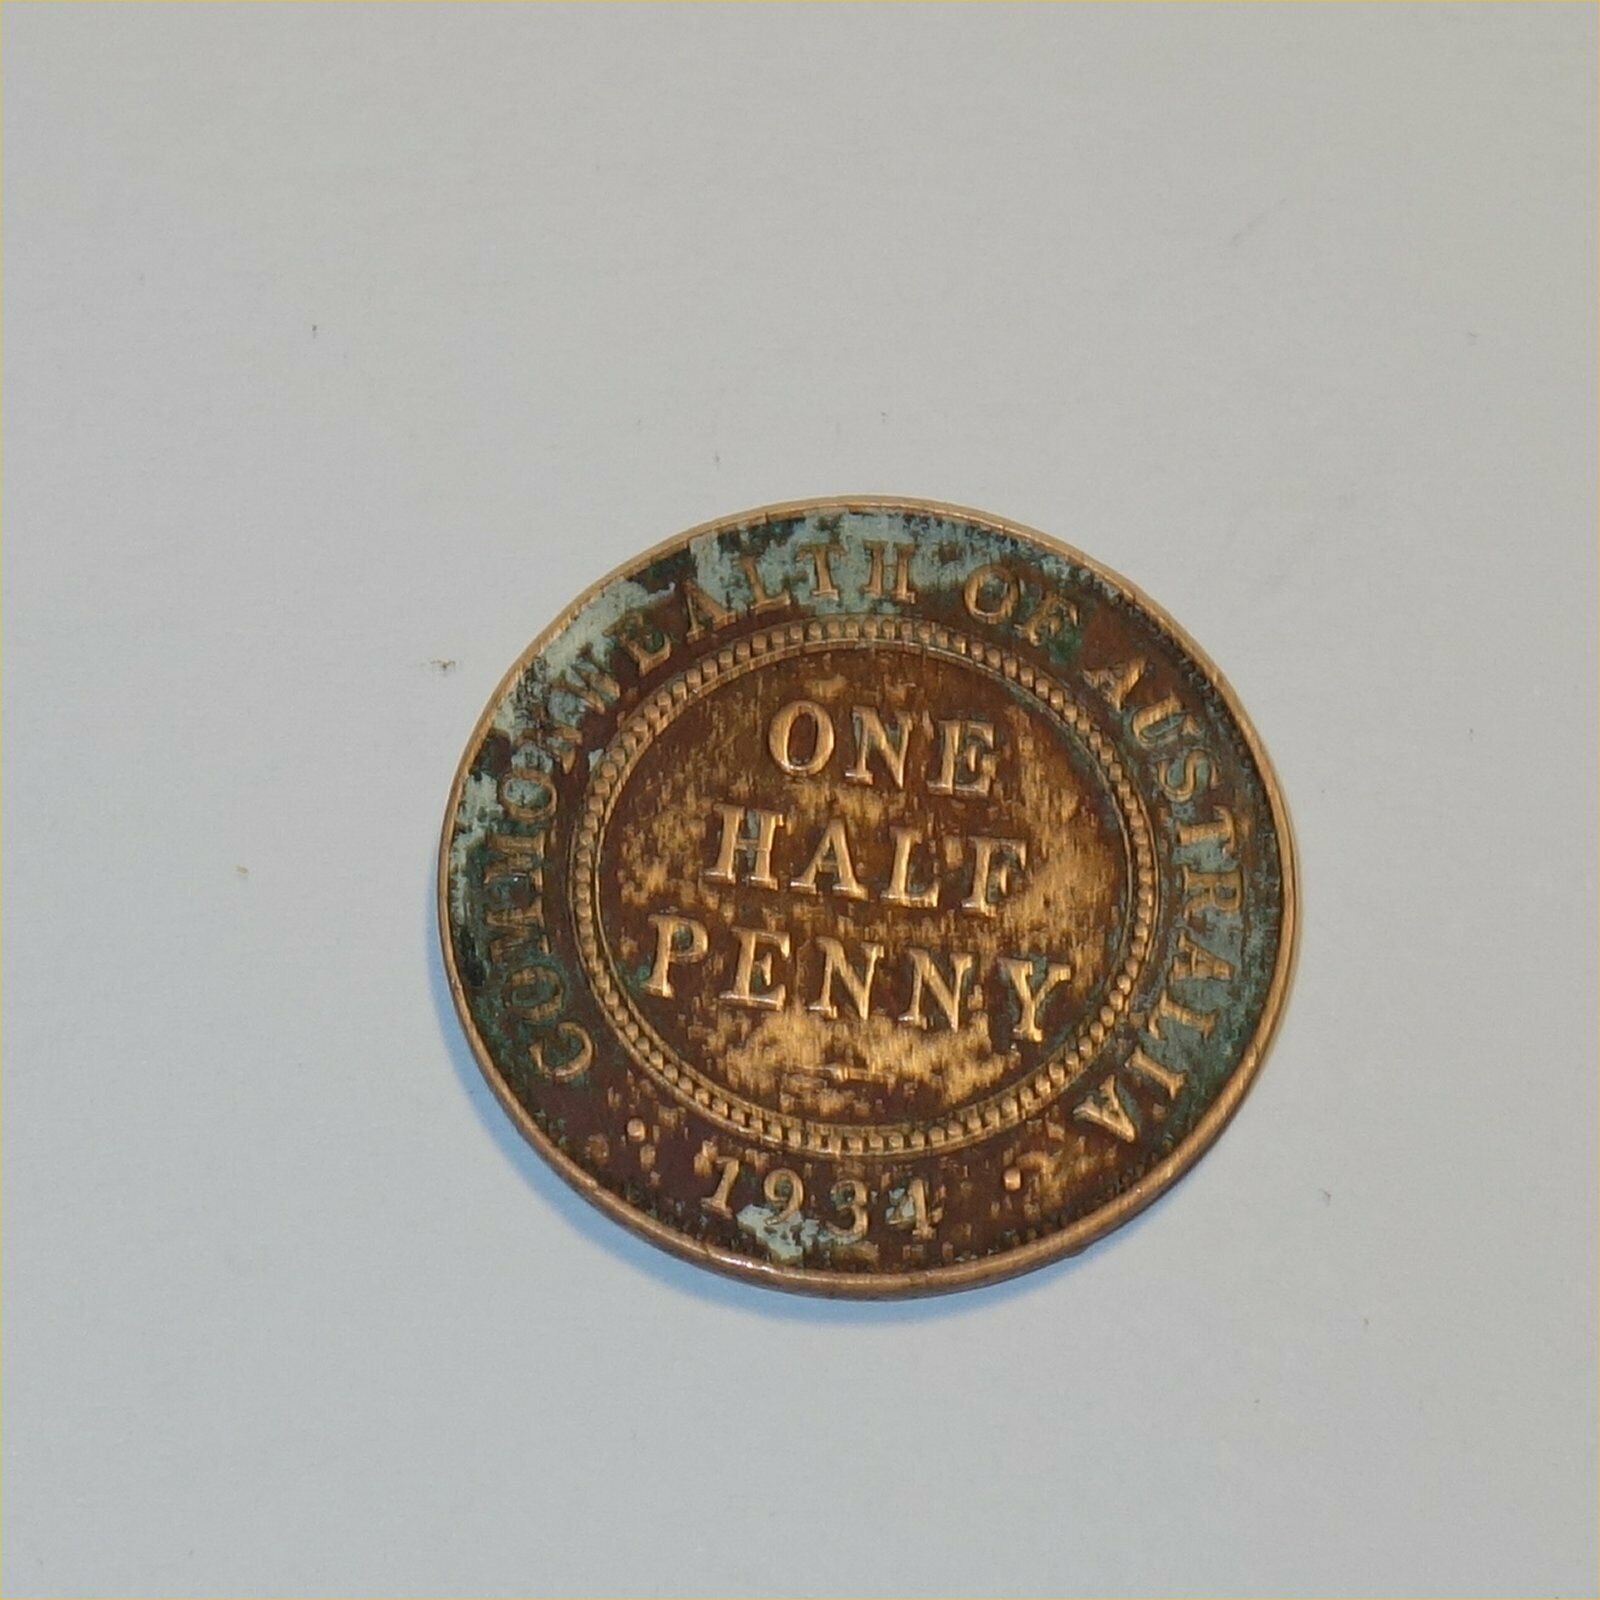 COMMONWEALTH OF AUSTRALIA
ONE
HALF
PENNY
1934